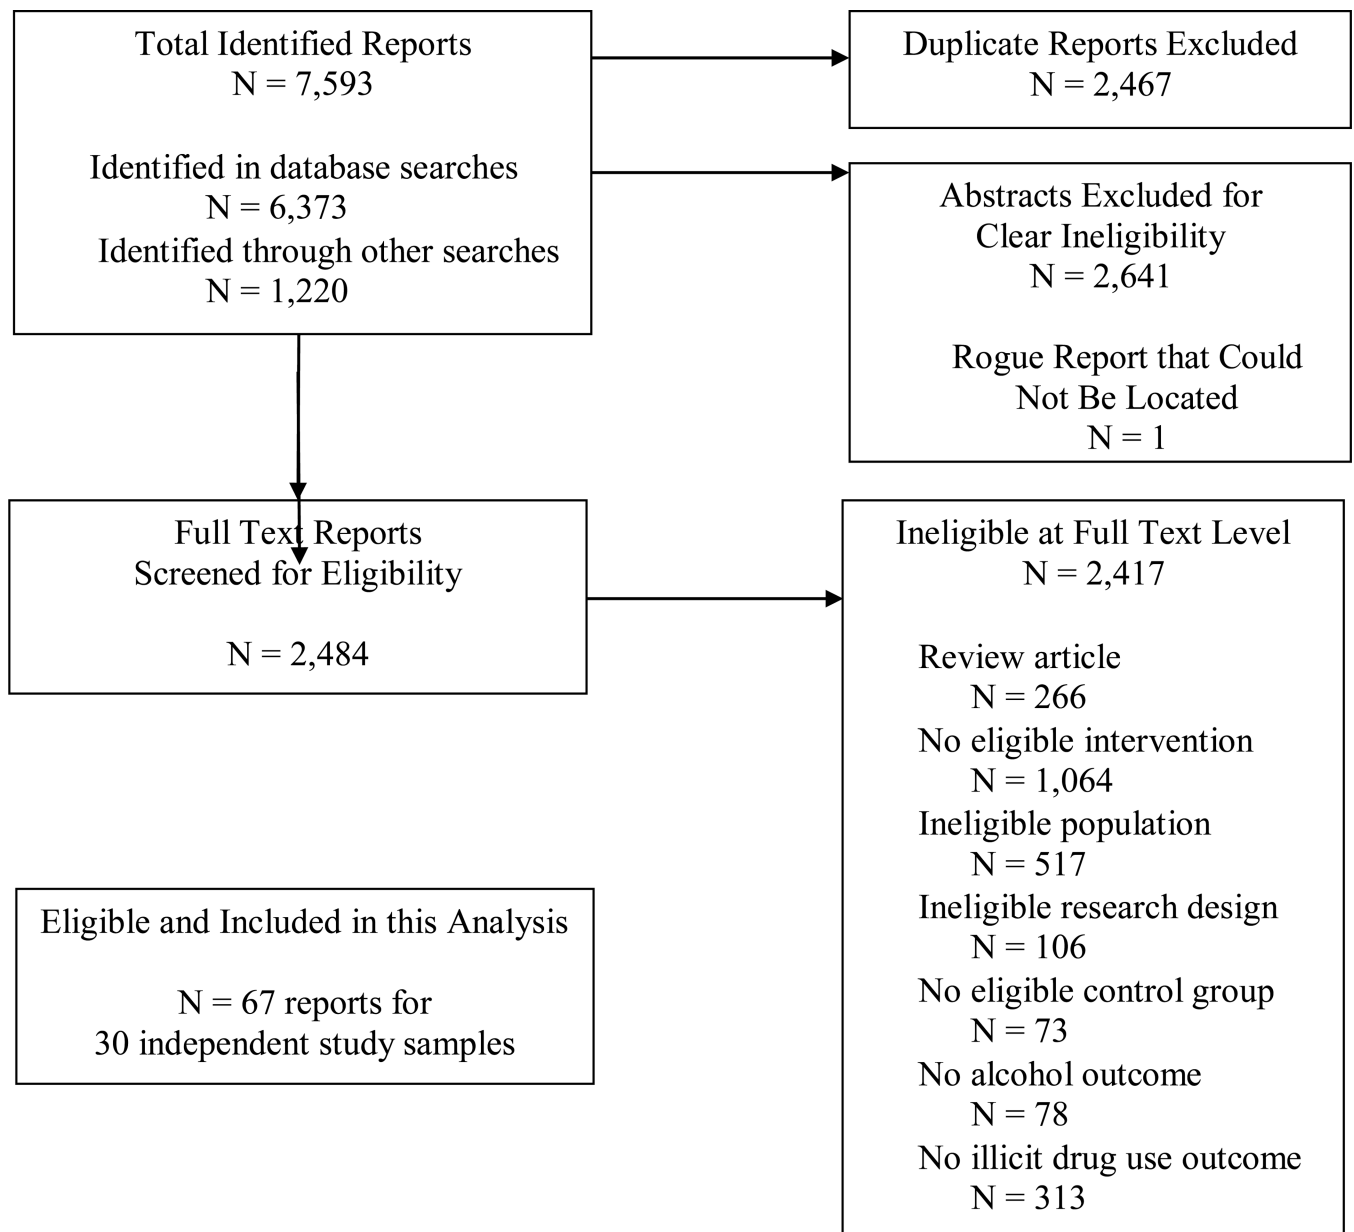 Total Identified Reports
N = 7,593
Identified in database searches
N = 6,373
Identified through other searches
N = 1,220
Duplicate Reports Excluded
N = 2,467
Abstracts Excluded for
Clear Ineligibility
N = 2,641
Rogue Report that Could
Not Be Located
N = 1
Full Text Reports
Screened for Eligibility
N = 2,484
Ineligible at Full Text Level
N = 2,417
Review article
N = 266
No eligible intervention
N = 1,064
Ineligible population
N = 517
Ineligible research design
N = 106
No eligible control group
N = 73
No alcohol outcome
N = 78
No illicit drug use outcome
N = 313
Eligible and Included in this Analysis
N = 67 reports for
30 independent study samples